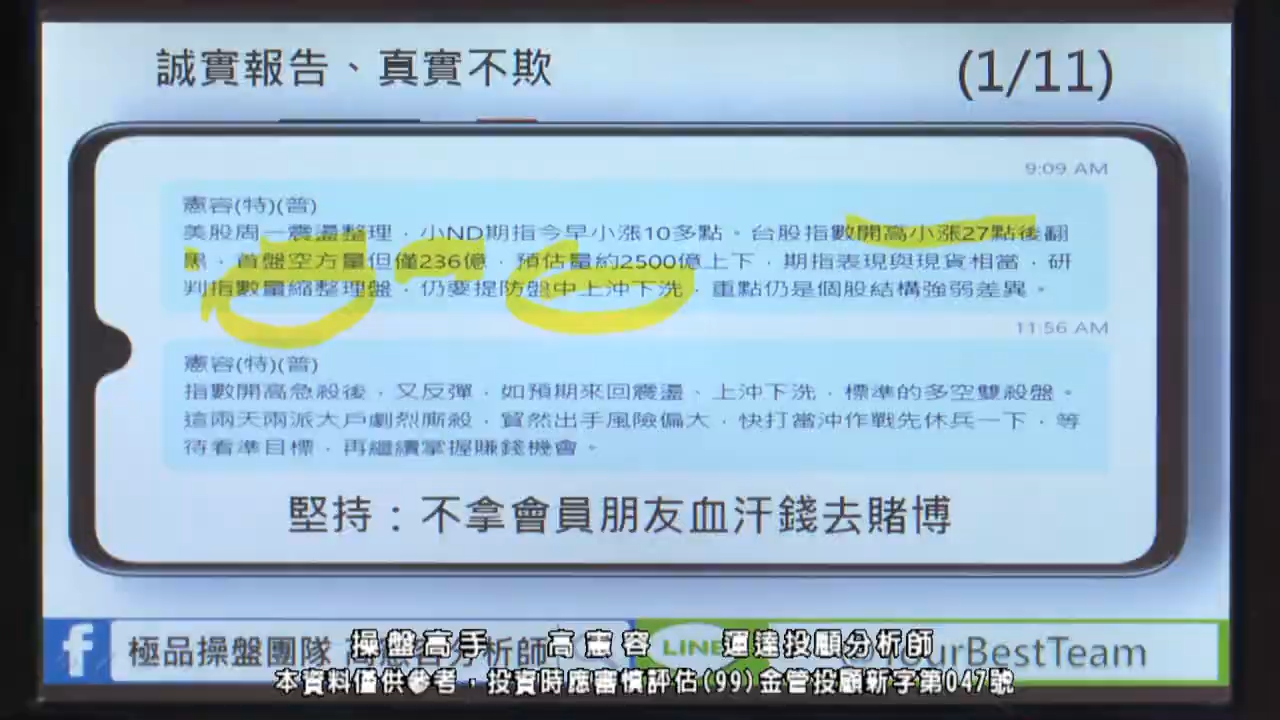 誠實報告、真實不欺
(1/11)
9:09 AM
憲容(特)(普)
美股周一震盪整理，小ND期指今早小漲10多點。台股指數開高小漲27點後翻
黑，首盤空方量但僅236億，預估量約2500億上下，期指表現與現貨相當，研
判指數量縮整理盤，仍要提防盤中上沖下洗，重點仍是個股結構強弱差異。
11:56 AM
憲容(特)(普)
指數開高急殺後，又反彈，如預期來回震盪、上沖下洗，標準的多空雙殺盤。
這兩天兩派大戶劇烈廝殺，貿然出手風險偏大，快打當沖作戰先休兵一下，等
待看準目標，再繼續掌握賺錢機會。
堅持：不拿會員朋友血汗錢去賭博
極品操盤團隊 高憲容分析師
LINE
@YourBestTeam
操盤高手 高憲容 運達投顧分析師
本資料僅供參考，投資時應審慎評估(99)金管投顧新字第047號